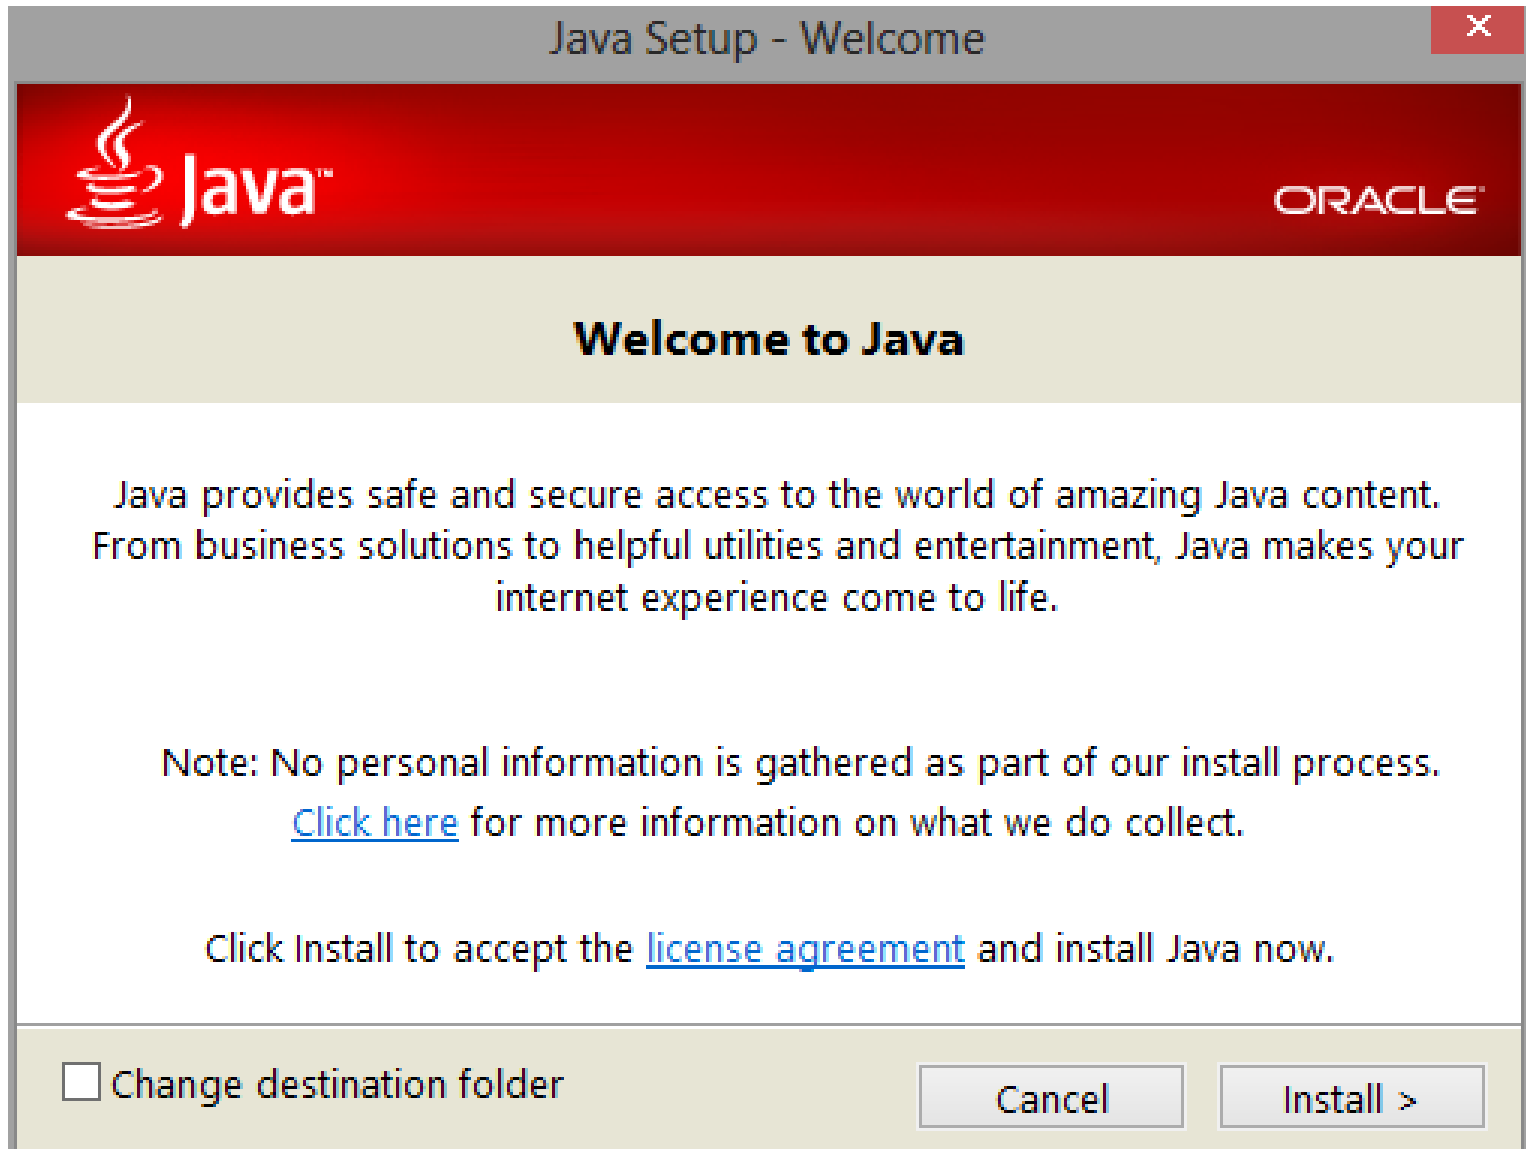 Java Setup - Welcome
Java™
ORACLE
Welcome to Java
Java provides safe and secure access to the world of amazing Java content.
From business solutions to helpful utilities and entertainment, Java makes your
internet experience come to life.
Note: No personal information is gathered as part of our install process.
Click here for more information on what we do collect.
Click Install to accept the license agreement and install Java now.
Change destination folder
Cancel
Install >